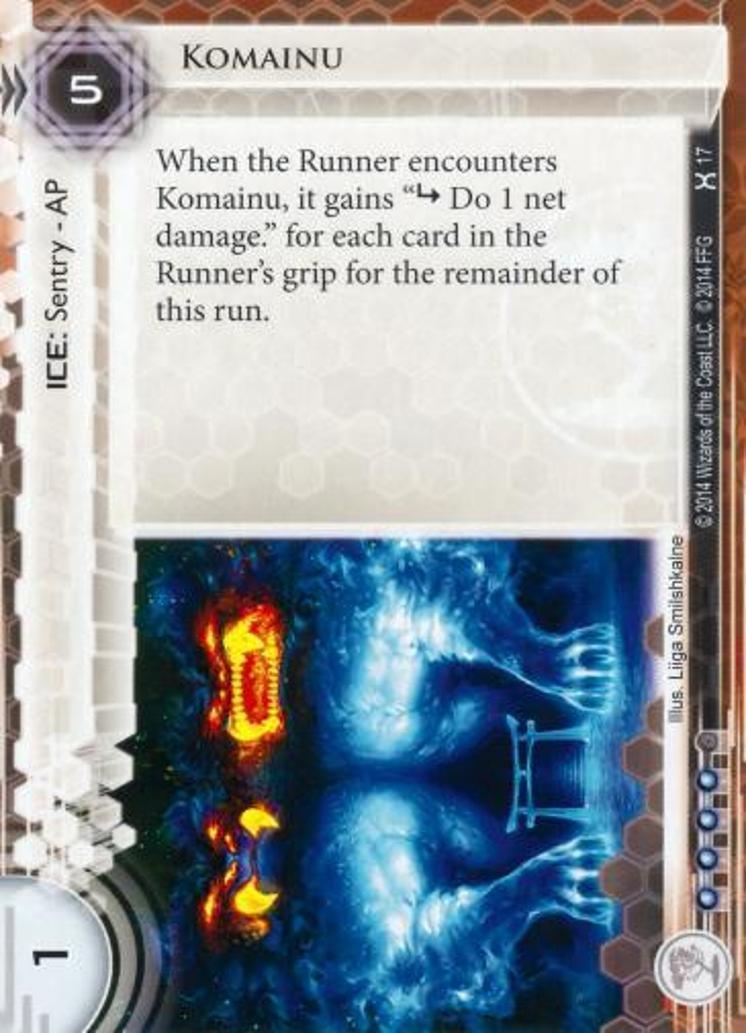 KOMAINU
5
When the Runner encounters
Komainu, it gains “↳ Do 1 net
damage.” for each card in the
Runner's grip for the remainder of
this run.
ICE: Sentry - AP
17
© 2014 Wizards of the Coast LLC. © 2014 FFG
Illus. Liiga Smilshkalne
1